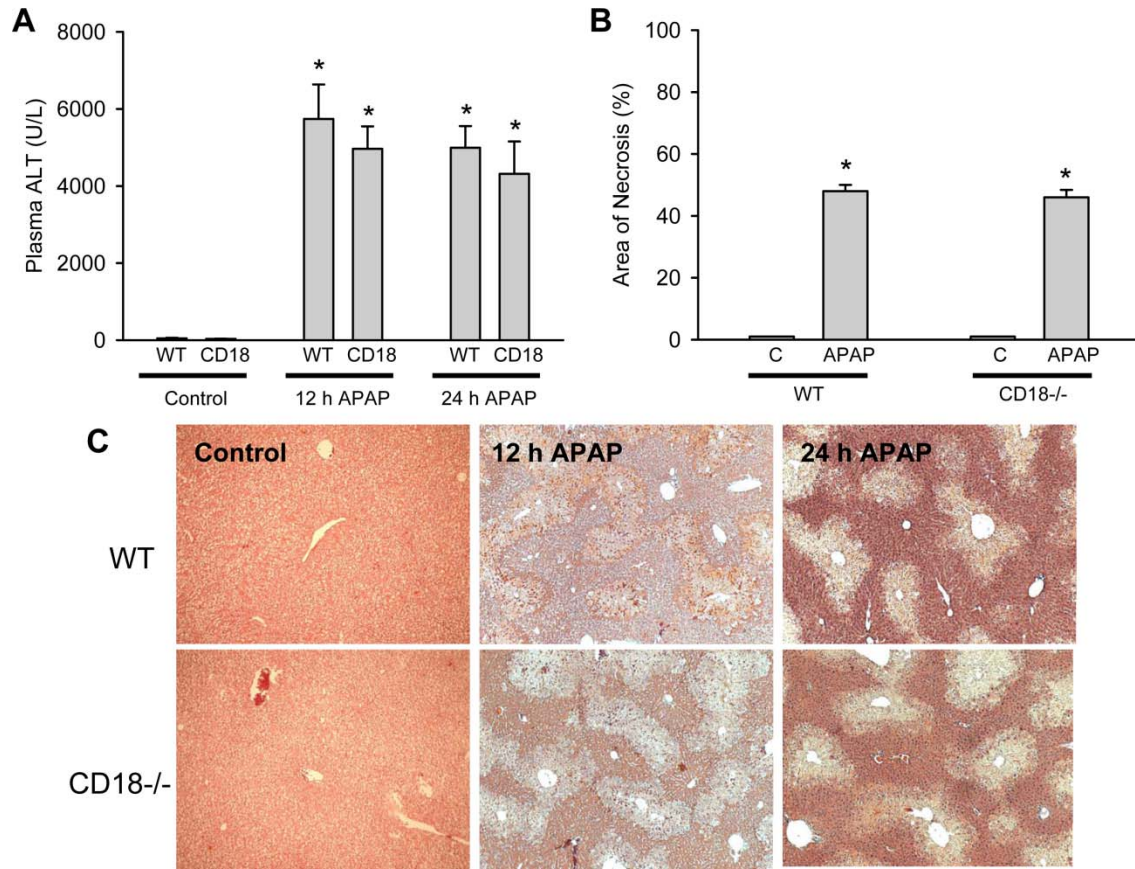 A
8000
6000
4000
2000
0
Plasma ALT (U/L)
* * * *
WT CD18 WT CD18 WT CD18
Control 12 h APAP 24 h APAP
B
100
80
60
40
20
0
Area of Necrosis (%)
* *
C APAP C APAP
WT CD18-/-
C
Control 12 h APAP 24 h APAP
WT
CD18-/-